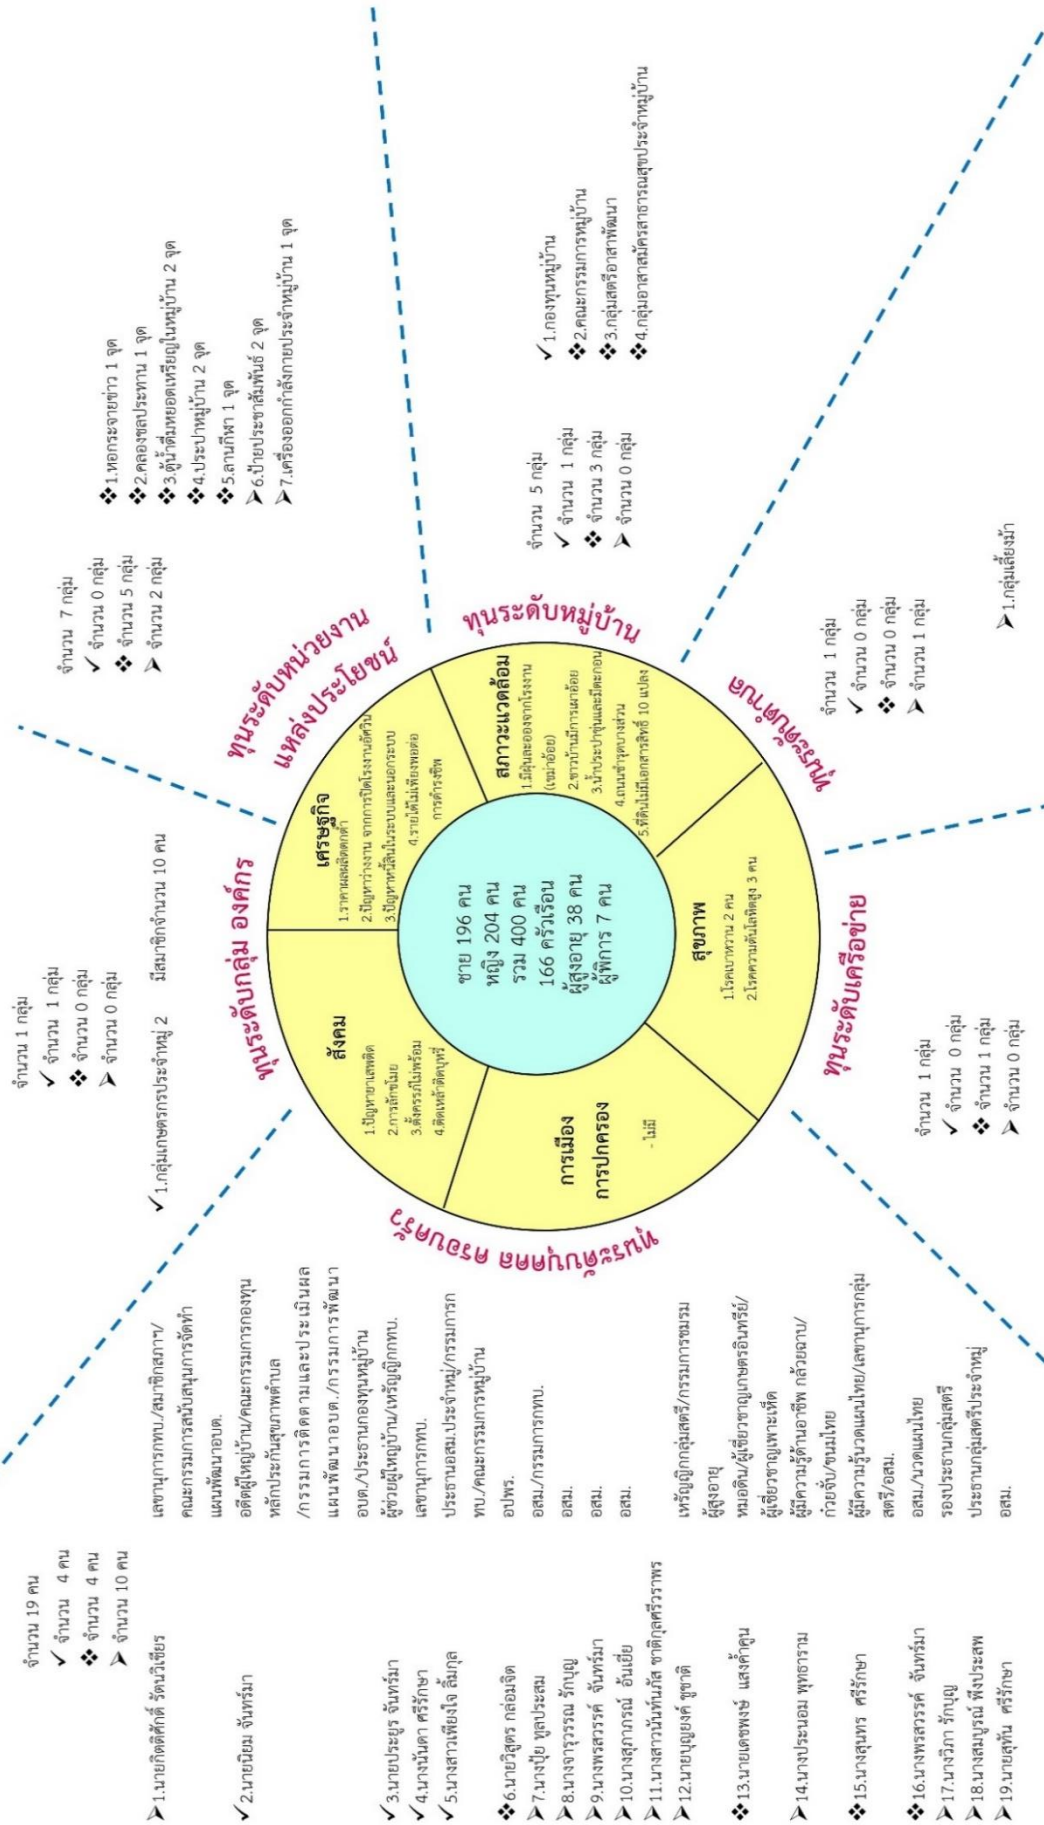 จำนวน 19 คน
✓ จำนวน 4 คน
❖ จำนวน 4 คน
➢ จำนวน 10 คน
➢ 1.นายกิตติศักดิ์ รัตนวิเชียร
เลขานุการกทบ./สมาชิกสภาฯ/
คณะกรรมการสนับสนุนการจัดทำ
แผนพัฒนาอบต.
✓ 2.นายนิยม จันทร์มา
อดีตผู้ใหญ่บ้าน/คณะกรรมการกองทุน
หลักประกันสุขภาพตำบล
/กรรมการติดตามและประเมินผล
แผนพัฒนาอบต./กรรมการพัฒนา
อบต./ประธานกองทุนหมู่บ้าน
✓ 3.นายประยูร จันทร์มา
ผู้ช่วยผู้ใหญ่บ้าน/เหรัญญิกกทบ.
✓ 4.นางนันตา ศรีรักษา
เลขานุการกทบ.
✓ 5.นางสาวเพียงใจ ลิ้มกุล
ประธานอสม.ประจำหมู่/กรรมการก
ทบ/คณะกรรมการหมู่บ้าน
❖ 6.นายวิสูตร กล่อมจิต
อปพร.
➢ 7.นางปุ้ย ทูลประสม
อสม./กรรมการกทบ.
➢ 8.นางจารุวรรณ รักบุญ
อสม.
➢ 9.นางพรสวรรค์ จันทร์มา
อสม.
➢ 10.นางสุภาภรณ์ อ้นเยี่ย
อสม.
➢ 11.นางสาวนันท์นภัส ชาติกุลศรีวราพร
➢ 12.นายบุญยงค์ ชูชาติ
เหรัญญิกกลุ่มสตรี/กรรมการชมรม
ผู้สูงอายุ
❖ 13.นายเดชพงษ์ แสงคำคูน
หมอดิน/ผู้เชี่ยวชาญเกษตรอินทรีย์/
ผู้เชี่ยวชาญเพาะเห็ด
➢ 14.นางประนอม พุทธาราม
ผู้มีความรู้ด้านอาชีพ กล้วยฉาบ/
ก๋วยจั๊บ/ขนมไทย
❖ 15.นางสุนทร ศรีรักษา
ผู้มีความรู้นวดแผนไทย/เลขานุการกลุ่ม
สตรี/อสม.
❖ 16.นางพรสวรรค์ จันทร์มา
อสม./นวดแผนไทย
➢ 17.นางวิภา รักบุญ
รองประธานกลุ่มสตรี
➢ 18.นางสมบูรณ์ พึ่งประสพ
ประธานกลุ่มสตรีประจำหมู่
➢ 19.นายสุทัน ศรีรักษา
อสม.
ทุนระดับบุคคล ครอบครัว
จำนวน 1 กลุ่ม
✓ จำนวน 1 กลุ่ม
❖ จำนวน 0 กลุ่ม
➢ จำนวน 0 กลุ่ม
✓ 1.กลุ่มเกษตรกรประจำหมู่ 2 มีสมาชิกจำนวน 10 คน
ทุนระดับกลุ่ม องค์กร
จำนวน 7 กลุ่ม
✓ จำนวน 0 กลุ่ม
❖ จำนวน 5 กลุ่ม
➢ จำนวน 2 กลุ่ม
❖ 1.หอกระจายข่าว 1 จุด
❖ 2.คลองชลประทาน 1 จุด
❖ 3.ตู้น้ำดื่มหยอดเหรียญในหมู่บ้าน 2 จุด
❖ 4.ประปาหมู่บ้าน 2 จุด
❖ 5.ลานกีฬา 1 จุด
➢ 6.ป้ายประชาสัมพันธ์ 2 จุด
➢ 7.เครื่องออกกำลังกายประจำหมู่บ้าน 1 จุด
ทุนระดับหน่วยงาน
แหล่งประโยชน์
จำนวน 5 กลุ่ม
✓ จำนวน 1 กลุ่ม
❖ จำนวน 3 กลุ่ม
➢ จำนวน 0 กลุ่ม
✓ 1.กองทุนหมู่บ้าน
❖ 2.คณะกรรมการหมู่บ้าน
❖ 3.กลุ่มสตรีอาสาพัฒนา
❖ 4.กลุ่มอาสาสมัครสาธารณสุขประจำหมู่บ้าน
ทุนระดับหมู่บ้าน
จำนวน 1 กลุ่ม
✓ จำนวน 0 กลุ่ม
❖ จำนวน 0 กลุ่ม
➢ จำนวน 1 กลุ่ม
➢ 1.กลุ่มเลี้ยงม้า
ทุนระดับตำบล
จำนวน 1 กลุ่ม
✓ จำนวน 0 กลุ่ม
❖ จำนวน 1 กลุ่ม
➢ จำนวน 0 กลุ่ม
ทุนระดับเครือข่าย
สังคม
1.ปัญหายาเสพติด
2.การลักขโมย
3.ตั้งครรภ์ไม่พร้อม
4.ติดเหล้าติดบุหรี่
เศรษฐกิจ
1.ราคาผลผลิตตกต่ำ
2.ปัญหาว่างงาน จากการปิดโรงงานอัศวิน
3.ปัญหาหนี้สินในระบบและนอกระบบ
4.รายได้ไม่เพียงพอต่อ
การดำรงชีพ
สภาวะแวดล้อม
1.มีฝุ่นละอองจากโรงงาน
(เขม่าอ้อย)
2.ชาวบ้านมีการเผาอ้อย
3.น้ำประปาขุ่นและมีตะกอน
4.ถนนชำรุดบางส่วน
5.ที่ดินไม่มีเอกสารสิทธิ์ 10 แปลง
สุขภาพ
1.โรคเบาหวาน 2 คน
2.โรคความดันโลหิตสูง 3 คน
การเมือง
การปกครอง
- ไม่มี
ชาย 196 คน
หญิง 204 คน
รวม 400 คน
166 ครัวเรือน
ผู้สูงอายุ 38 คน
ผู้พิการ 7 คน